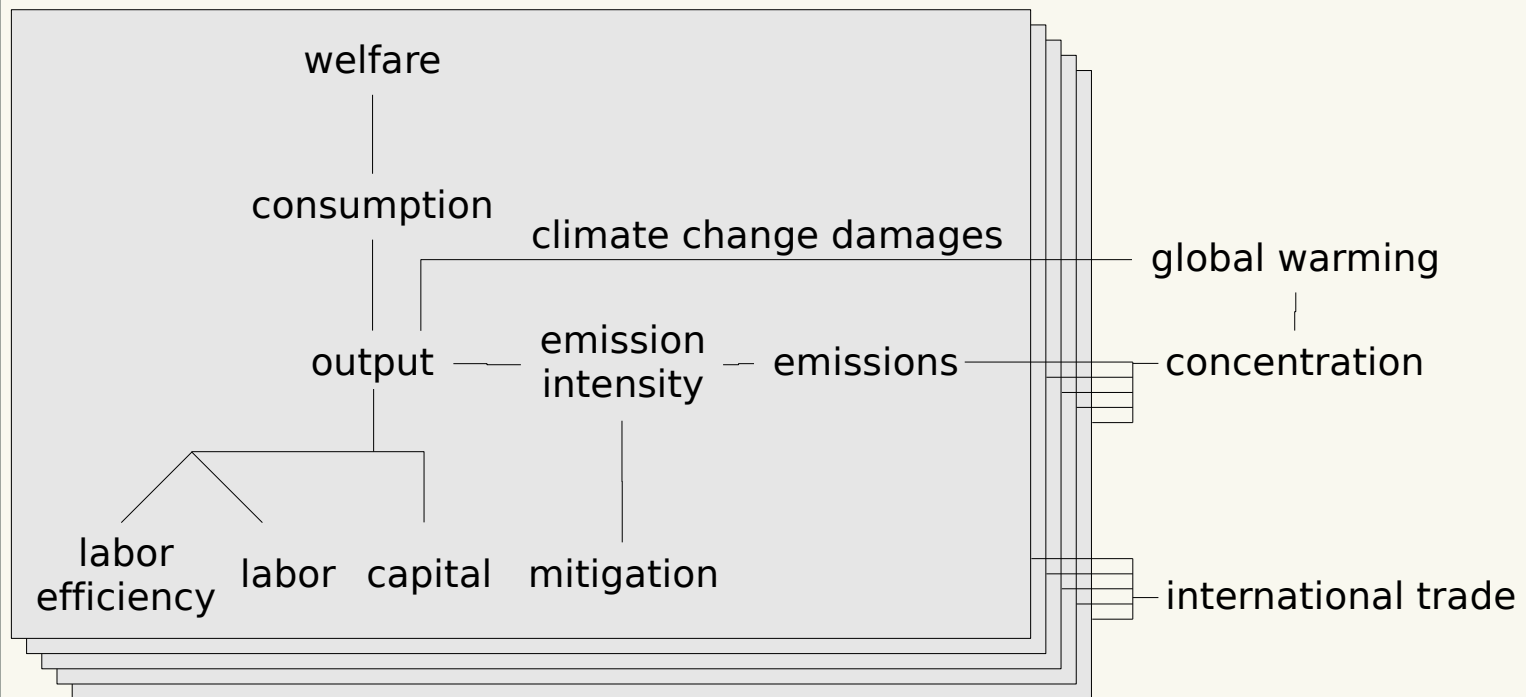 welfare
consumption
climate change damages
global warming
output
emission
intensity
emissions
concentration
labor
efficiency
labor
capital
mitigation
international trade